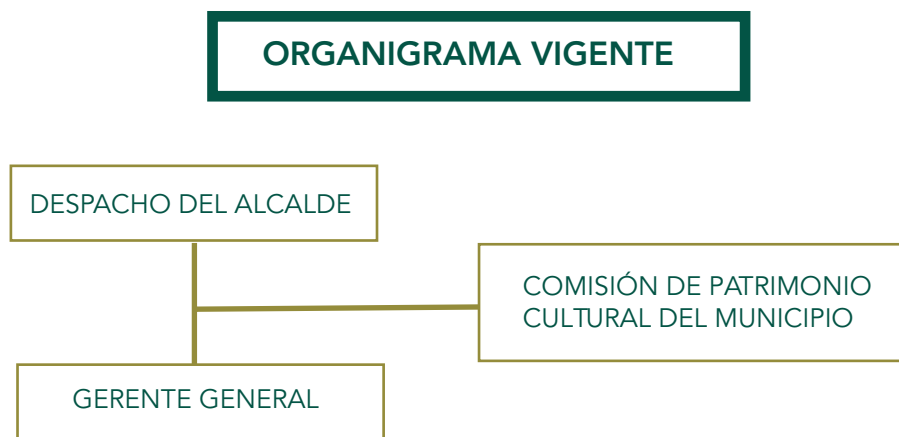 ORGANIGRAMA VIGENTE
DESPACHO DEL ALCALDE
COMISIÓN DE PATRIMONIO
CULTURAL DEL MUNICIPIO
GERENTE GENERAL